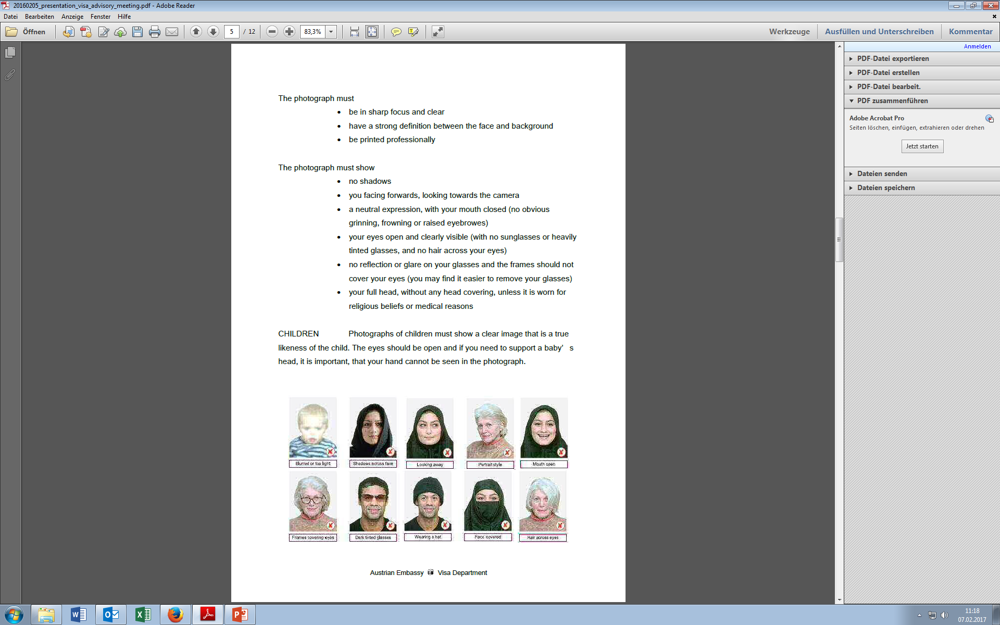 20160205_presentation_visa_advisory_meeting.pdf - Adobe Reader
Datei Bearbeiten Anzeige Fenster Hilfe
Öffnen 5 / 12 83,3% Werkzeuge Ausfüllen und Unterschreiben Kommentar
Anmelden
PDF-Datei exportieren
PDF-Datei erstellen
PDF-Datei bearbeit.
PDF zusammenführen
Adobe Acrobat Pro
Seiten löschen, einfügen, extrahieren oder drehen
Jetzt starten
Dateien senden
Dateien speichern
The photograph must
• be in sharp focus and clear
• have a strong definition between the face and background
• be printed professionally
The photograph must show
• no shadows
• you facing forwards, looking towards the camera
• a neutral expression, with your mouth closed (no obvious
grinning, frowning or raised eyebrowes)
• your eyes open and clearly visible (with no sunglasses or heavily
tinted glasses, and no hair across your eyes)
• no reflection or glare on your glasses and the frames should not
cover your eyes (you may find it easier to remove your glasses)
• your full head, without any head covering, unless it is worn for
religious beliefs or medical reasons
CHILDREN Photographs of children must show a clear image that is a true
likeness of the child. The eyes should be open and if you need to support a baby’ s
head, it is important, that your hand cannot be seen in the photograph.
Blurred or too light Shadows across face Looking away Portrait style Mouth open
Frames covering eyes Dark tinted glasses Wearing a hat Face covered Hair across eyes
Austrian Embassy Visa Department
11:18
07.02.2017